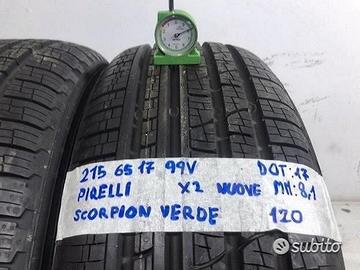 215 65 17 99V DOT:17
PIRELLI X2 NUOVE MM:8,1
SCORPION VERDE 120
subito